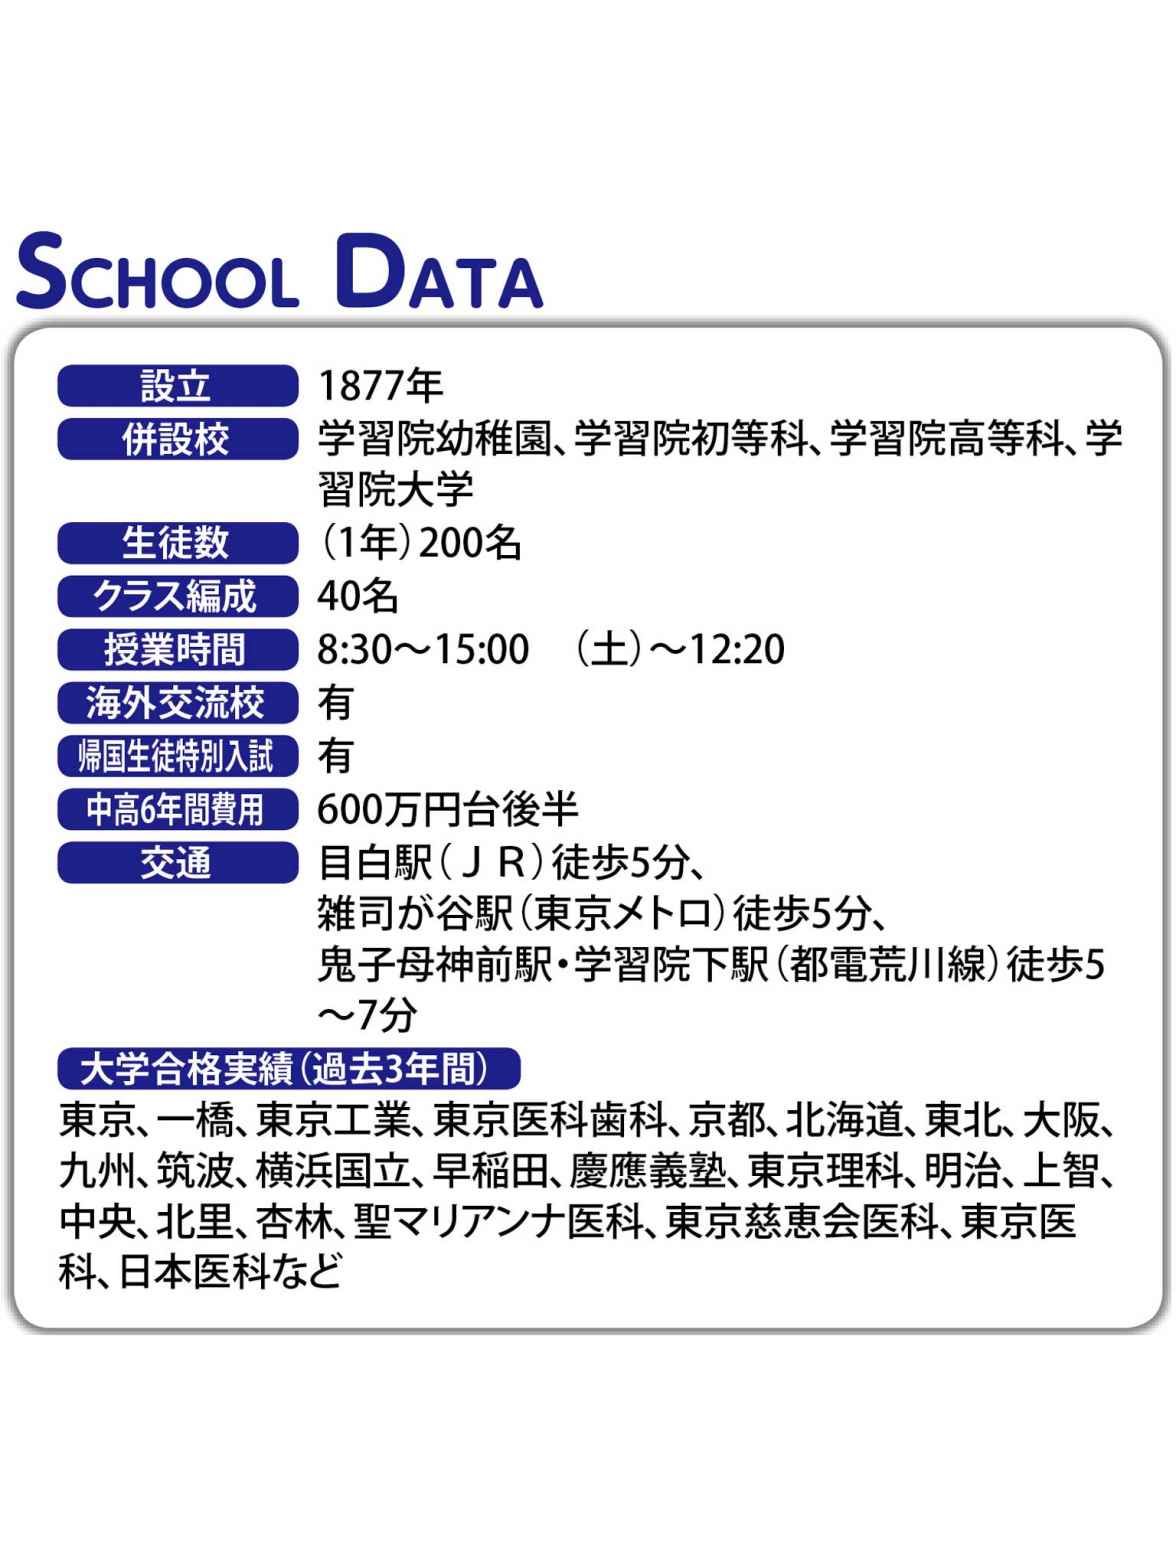 SCHOOL DATA
設立 1877年
併設校 学習院幼稚園、学習院初等科、学習院高等科、学
習院大学
生徒数 （1年）200名
クラス編成 40名
授業時間 8:30〜15:00　（土）〜12:20
海外交流校 有
帰国生徒特別入試 有
中高6年間費用 600万円台後半
交通 目白駅（ＪＲ）徒歩5分、
雑司が谷駅（東京メトロ）徒歩5分、
鬼子母神前駅・学習院下駅（都電荒川線）徒歩5
〜7分
大学合格実績（過去3年間）
東京、一橋、東京工業、東京医科歯科、京都、北海道、東北、大阪、
九州、筑波、横浜国立、早稲田、慶應義塾、東京理科、明治、上智、
中央、北里、杏林、聖マリアンナ医科、東京慈恵会医科、東京医
科、日本医科など